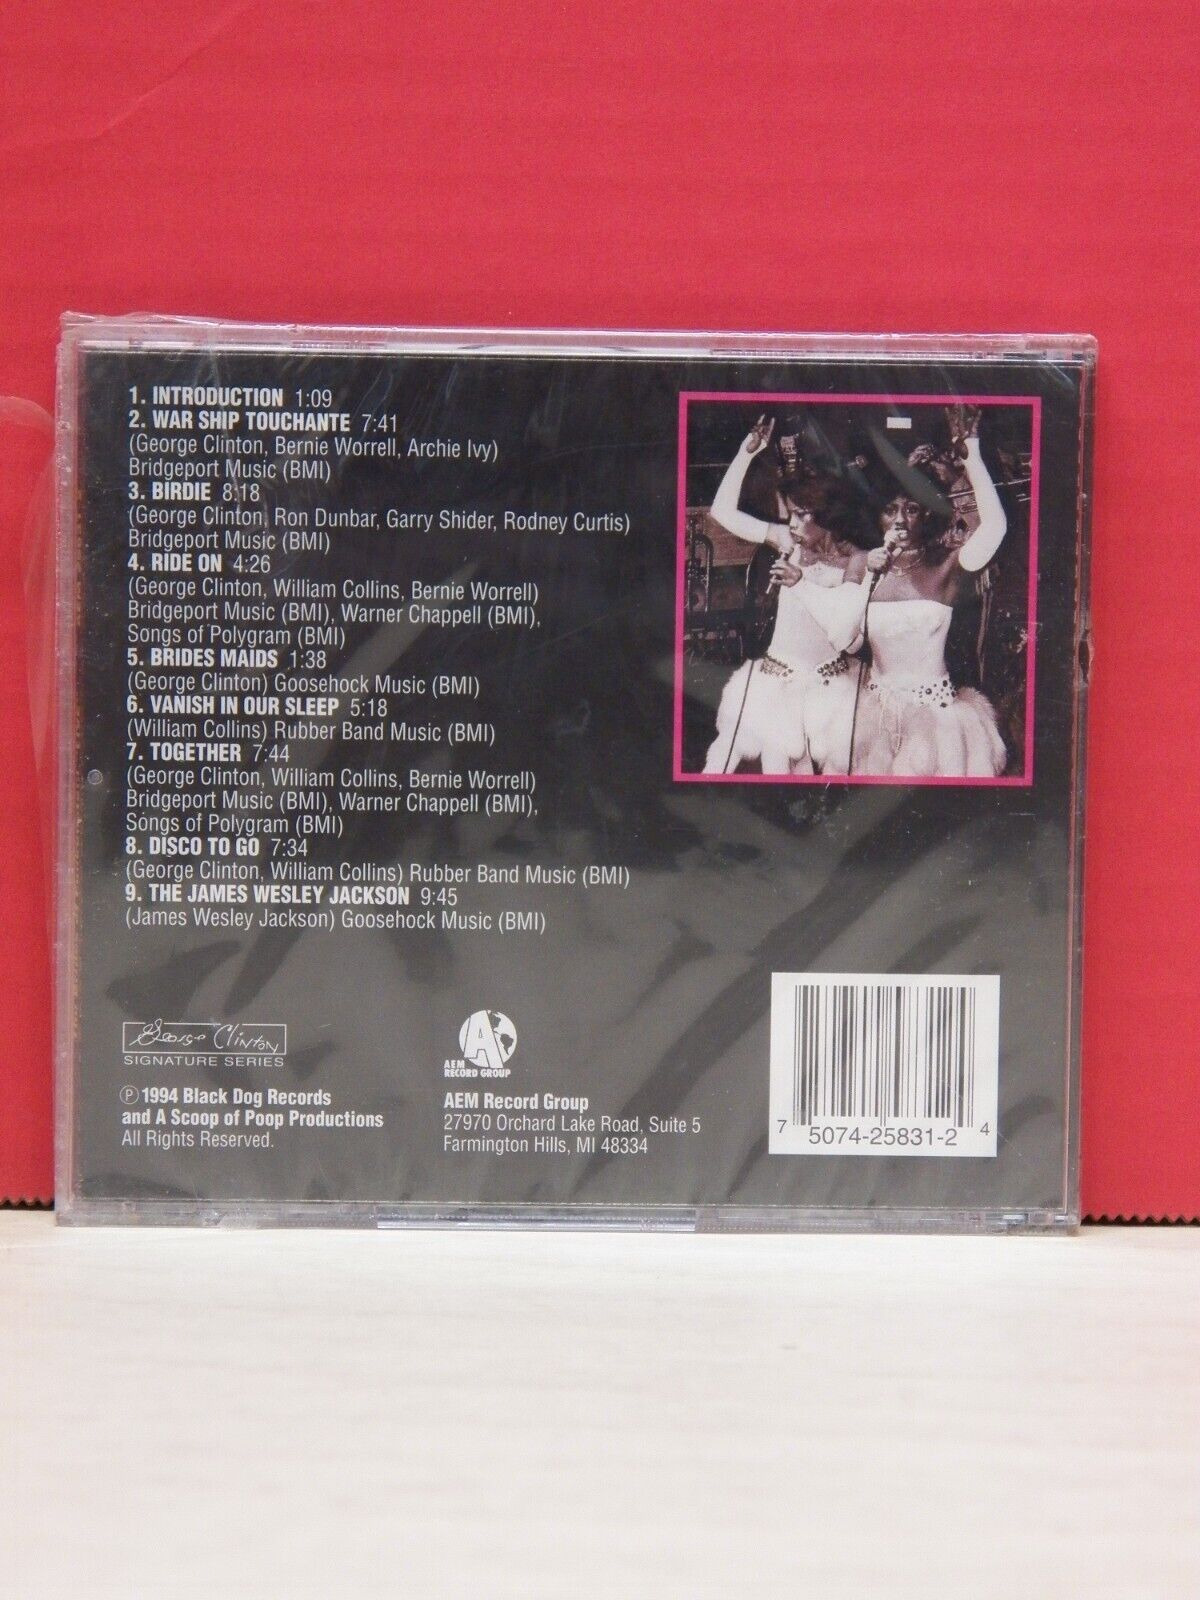 1. INTRODUCTION 1:09
2. WAR SHIP TOUCHANTE 7:41
(George Clinton, Bernie Worrell, Archie Ivy)
Bridgeport Music (BMI)
3. BIRDIE 8:18
(George Clinton, Ron Dunbar, Garry Shider, Rodney Curtis)
Bridgeport Music (BMI)
4. RIDE ON 4:26
(George Clinton, William Collins, Bernie Worrell)
Bridgeport Music (BMI), Warner Chappell (BMI),
Songs of Polygram (BMI)
5. BRIDES MAIDS 1:38
(George Clinton) Goosehock Music (BMI)
6. VANISH IN OUR SLEEP 5:18
(William Collins) Rubber Band Music (BMI)
7. TOGETHER 7:44
(George Clinton, William Collins, Bernie Worrell)
Bridgeport Music (BMI), Warner Chappell (BMI),
Songs of Polygram (BMI)
8. DISCO TO GO 7:34
(George Clinton, William Collins) Rubber Band Music (BMI)
9. THE JAMES WESLEY JACKSON 9:45
(James Wesley Jackson) Goosehock Music (BMI)
George Clinton
SIGNATURE SERIES
℗ 1994 Black Dog Records
and A Scoop of Poop Productions
All Rights Reserved.
A
AEM
RECORD GROUP
AEM Record Group
27970 Orchard Lake Road, Suite 5
Farmington Hills, MI 48334
7 5074-25831-2 4